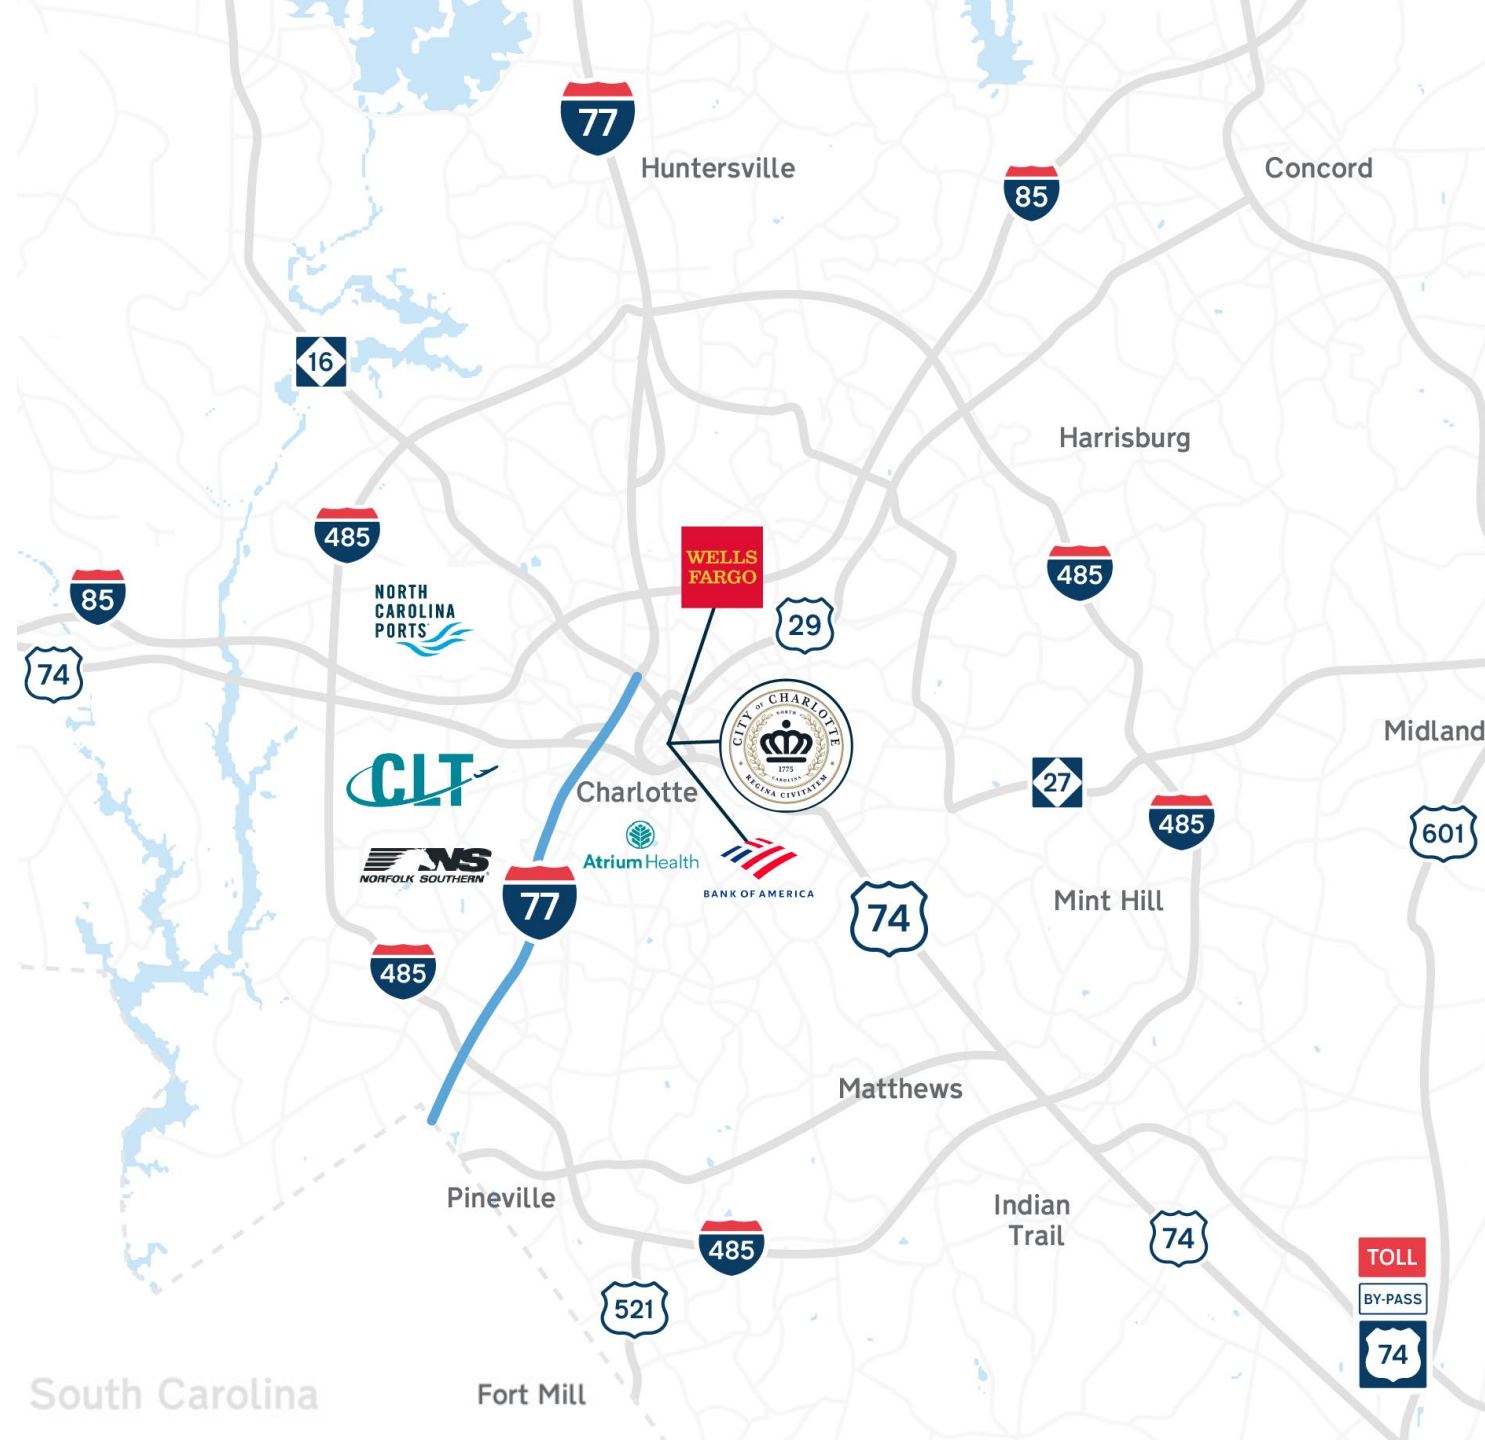 77
Huntersville
85
Concord
16
Harrisburg
485
WELLS
FARGO
485
85
NORTH
CAROLINA
PORTS
29
74
CITY OF CHARLOTTE
NORTH
1775
CAROLINA
REGINA CIVITATEM
Midland
CLT
27
Charlotte
485
601
Atrium Health
NS
NORFOLK SOUTHERN
BANK OF AMERICA
77
74
Mint Hill
485
Matthews
Pineville
Indian
Trail
485
74
TOLL
BY-PASS
74
521
South Carolina
Fort Mill